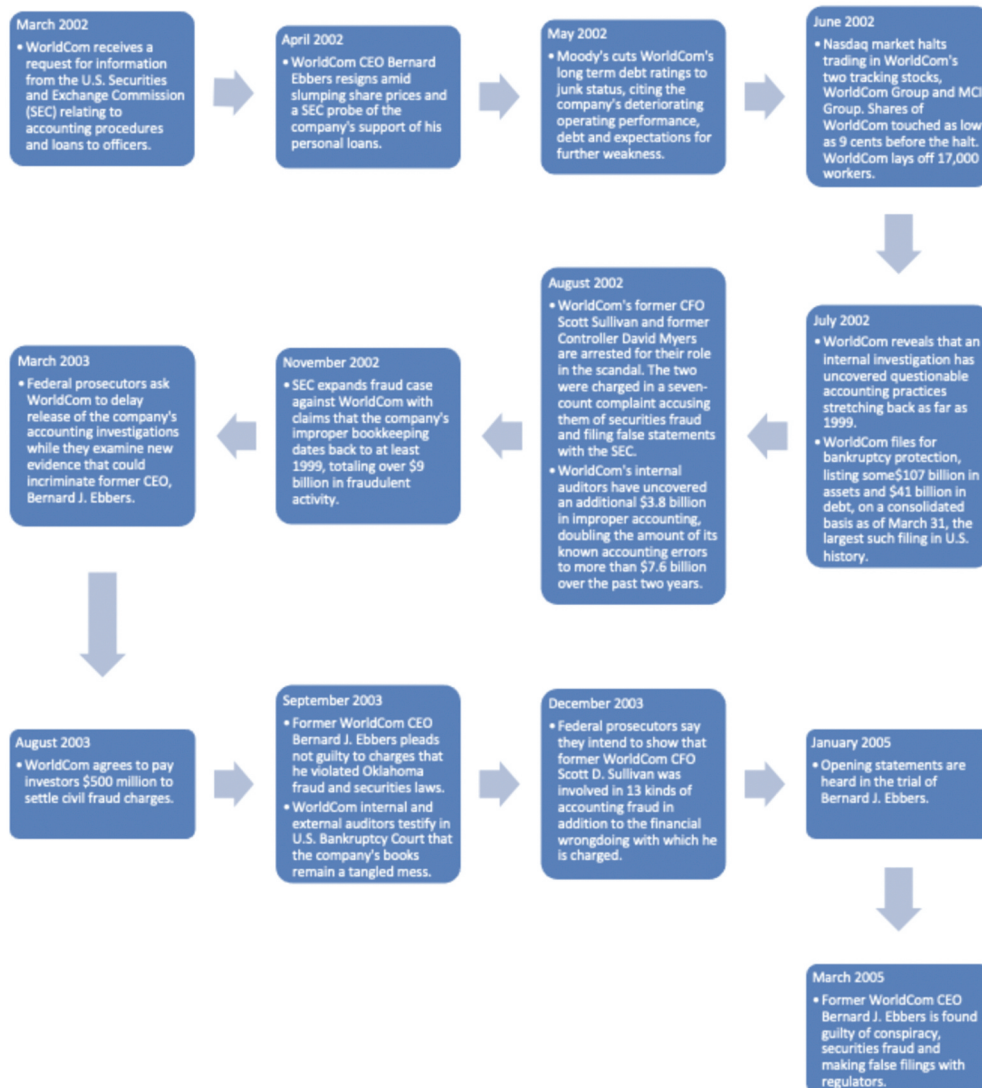 March 2002
• WorldCom receives a
request for information
from the U.S. Securities
and Exchange Commission
(SEC) relating to
accounting procedures
and loans to officers.
April 2002
• WorldCom CEO Bernard
Ebbers resigns amid
slumping share prices and
a SEC probe of the
company's support of his
personal loans.
May 2002
• Moody's cuts WorldCom's
long term debt ratings to
junk status, citing the
company's deteriorating
operating performance,
debt and expectations for
further weakness.
June 2002
• Nasdaq market halts
trading in WorldCom's
two tracking stocks,
WorldCom Group and MCI
Group. Shares of
WorldCom touched as low
as 9 cents before the halt.
WorldCom lays off 17,000
workers.
July 2002
• WorldCom reveals that an
internal investigation has
uncovered questionable
accounting practices
stretching back as far as
1999.
• WorldCom files for
bankruptcy protection,
listing some$107 billion in
assets and $41 billion in
debt, on a consolidated
basis as of March 31, the
largest such filing in U.S.
history.
August 2002
• WorldCom's former CFO
Scott Sullivan and former
Controller David Myers
are arrested for their role
in the scandal. The two
were charged in a seven-
count complaint accusing
them of securities fraud
and filing false statements
with the SEC.
• WorldCom's internal
auditors have uncovered
an additional $3.8 billion
in improper accounting,
doubling the amount of its
known accounting errors
to more than $7.6 billion
over the past two years.
November 2002
• SEC expands fraud case
against WorldCom with
claims that the company's
improper bookkeeping
dates back to at least
1999, totaling over $9
billion in fraudulent
activity.
March 2003
• Federal prosecutors ask
WorldCom to delay
release of the company's
accounting investigations
while they examine new
evidence that could
incriminate former CEO,
Bernard J. Ebbers.
August 2003
• WorldCom agrees to pay
investors $500 million to
settle civil fraud charges.
September 2003
• Former WorldCom CEO
Bernard J. Ebbers pleads
not guilty to charges that
he violated Oklahoma
fraud and securities laws.
• WorldCom internal and
external auditors testify in
U.S. Bankruptcy Court that
the company's books
remain a tangled mess.
December 2003
• Federal prosecutors say
they intend to show that
former WorldCom CFO
Scott D. Sullivan was
involved in 13 kinds of
accounting fraud in
addition to the financial
wrongdoing with which he
is charged.
January 2005
• Opening statements are
heard in the trial of
Bernard J. Ebbers.
March 2005
• Former WorldCom CEO
Bernard J. Ebbers is found
guilty of conspiracy,
securities fraud and
making false filings with
regulators.